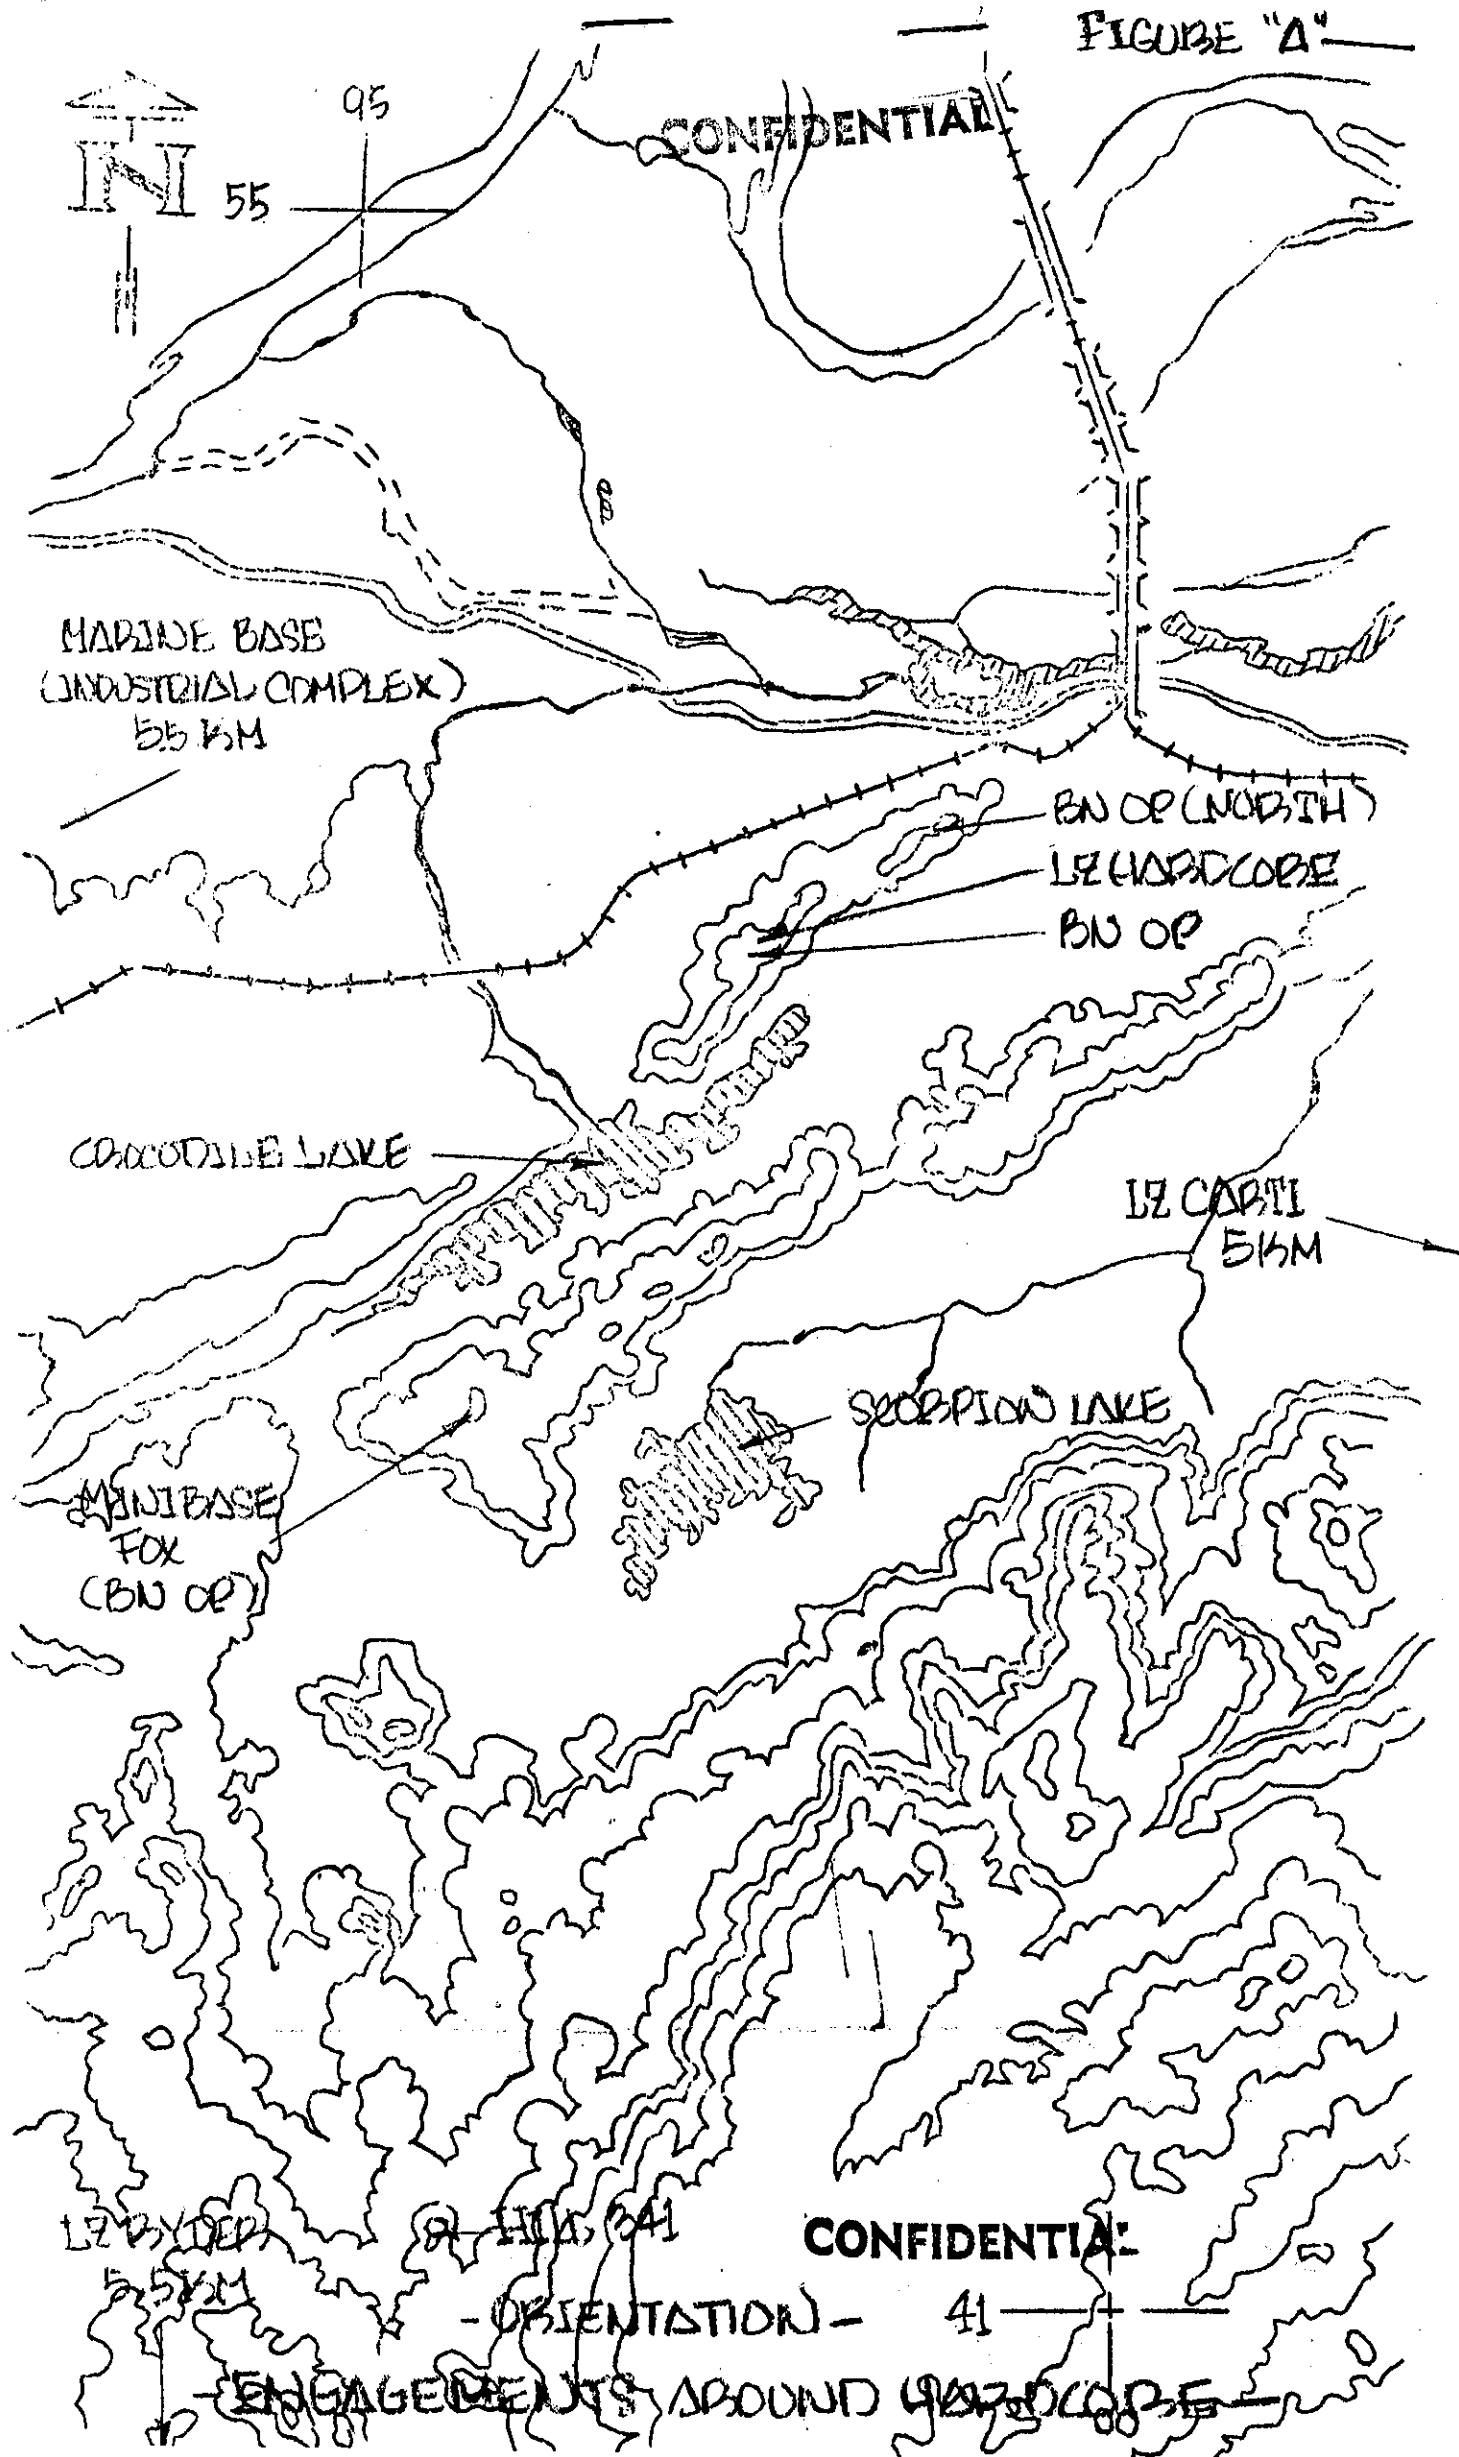 FIGURE "A"
CONFIDENTIAL
N
95
55
MARINE BASE
(INDUSTRIAL COMPLEX)
5.5 KM
BN OP (NORTH)
LZ HARDCORE
BN OP
CROCODILE LAKE
LZ CARTI
5KM
SKORPION LAKE
MINIBASE
FOX
(BN OP)
LZ RYDER
5.5KM
HILL 341
CONFIDENTIAL
-ORIENTATION-
41
00
-ENGAGEMENTS AROUND HARDCORE-